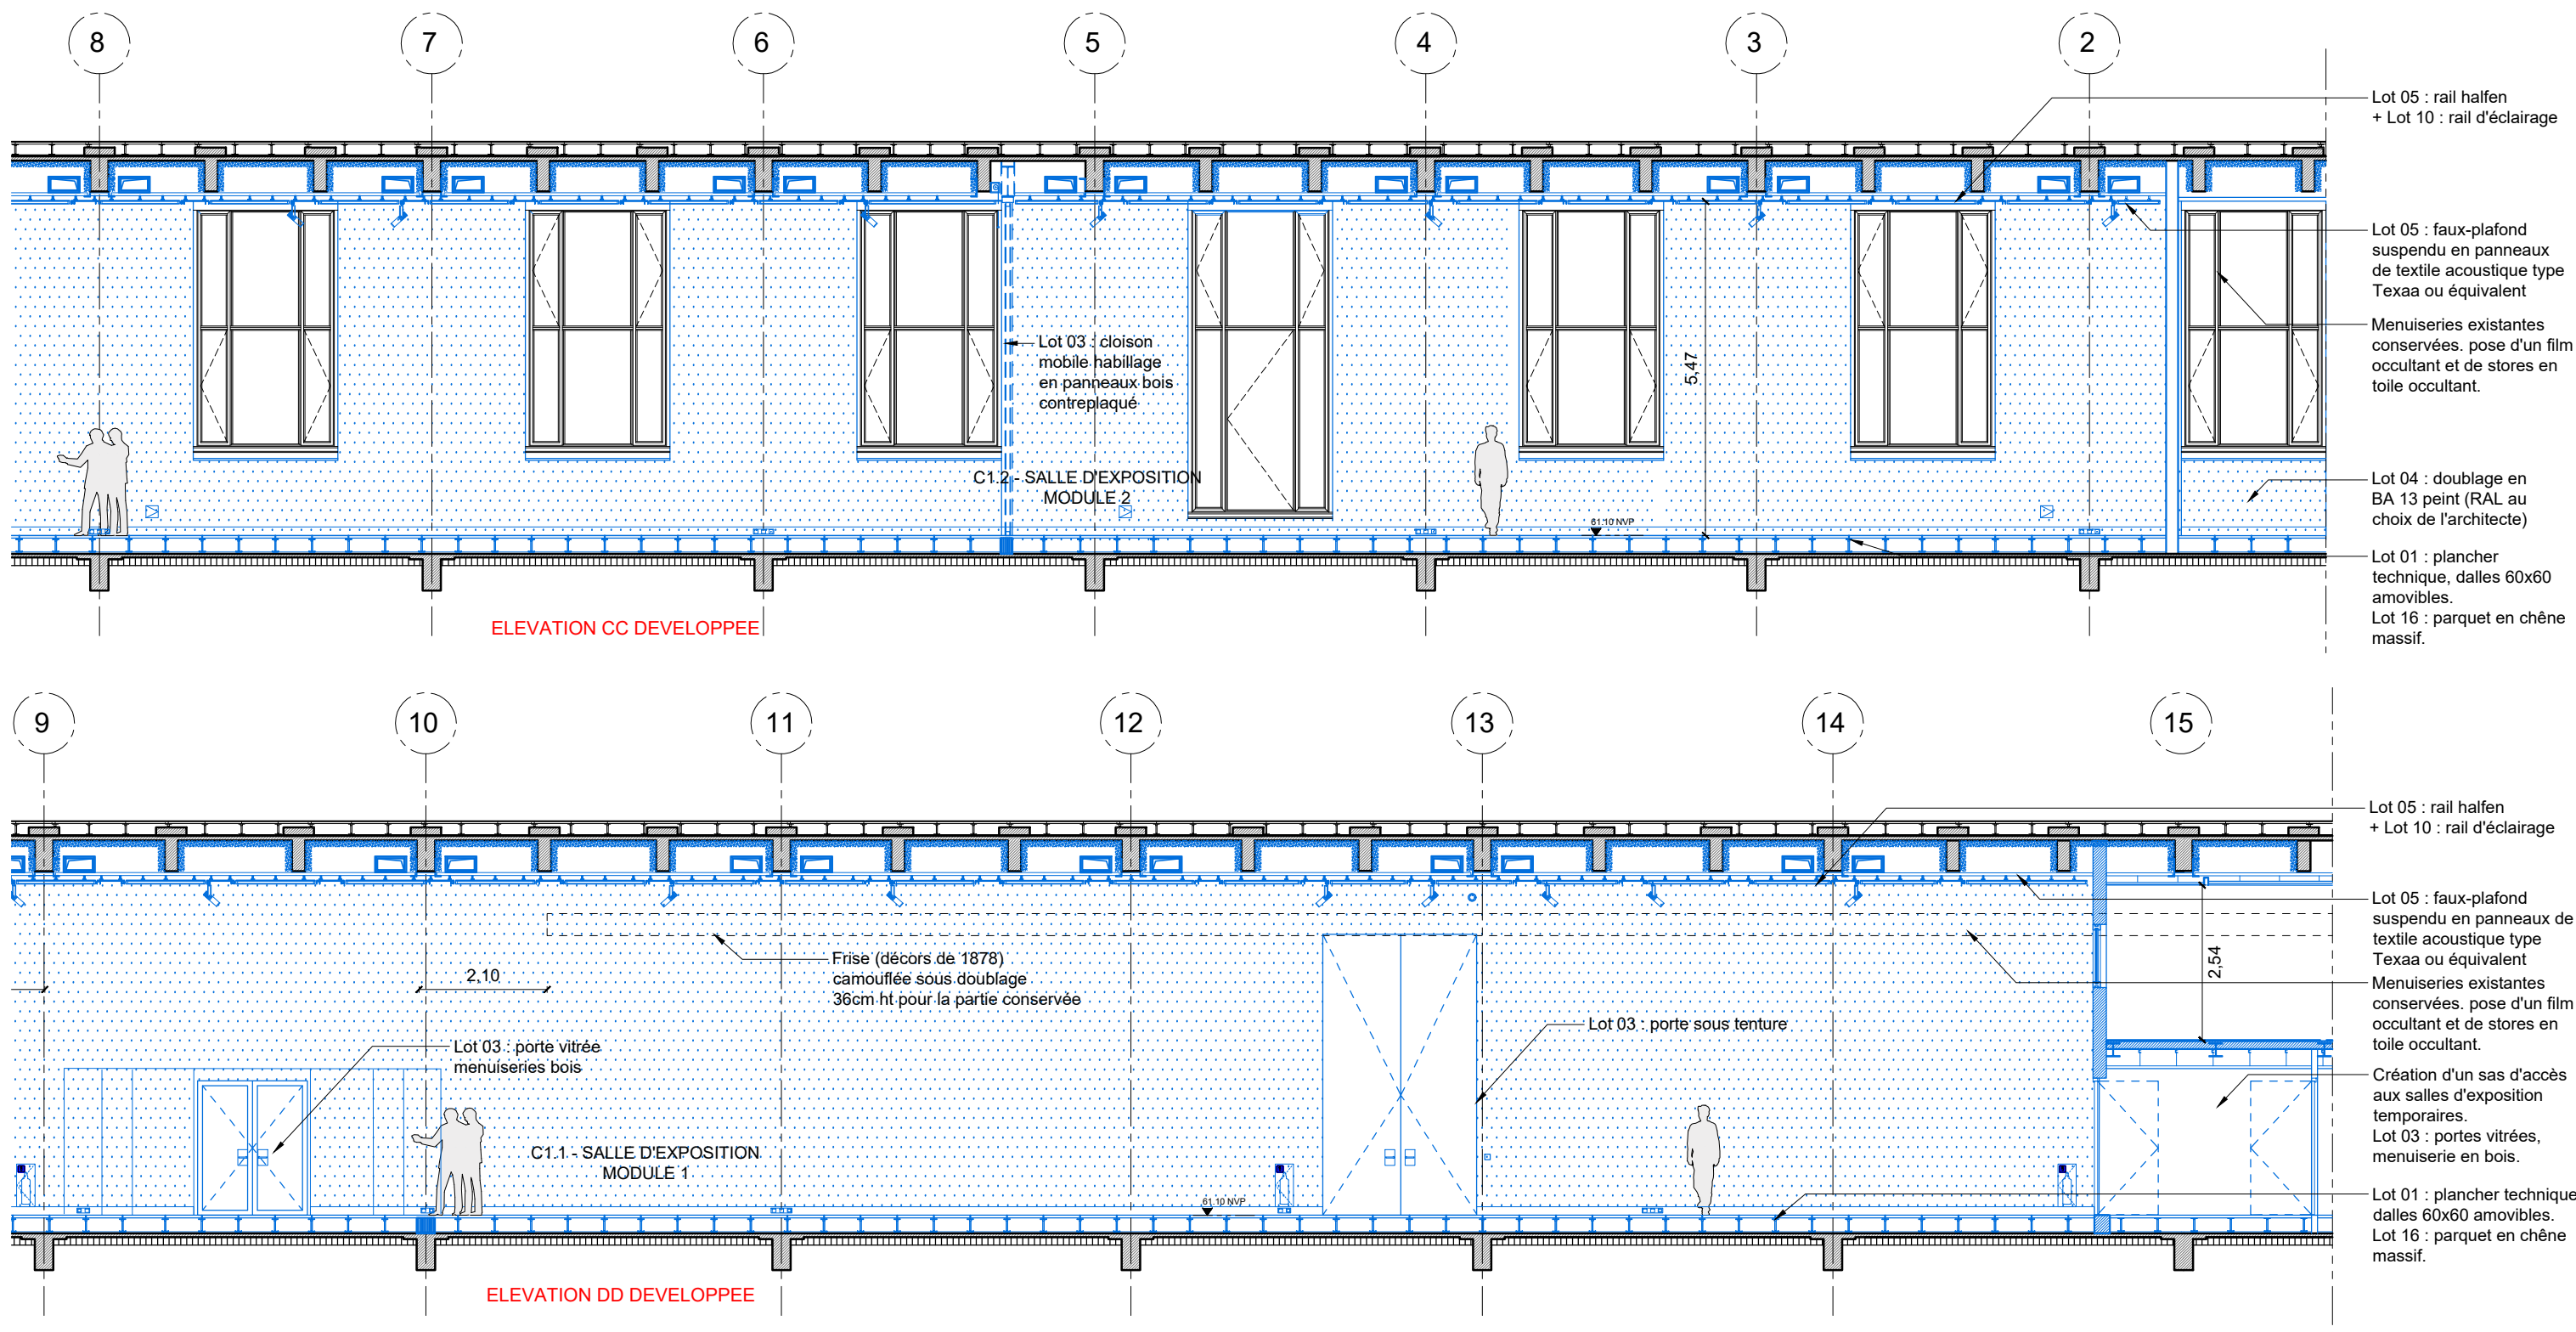 8
7
6
5
4
3
2
Lot 05 : rail halfen
+ Lot 10 : rail d'éclairage
Lot 05 : faux-plafond
suspendu en panneaux
de textile acoustique type
Texaa ou équivalent
Menuiseries existantes
conservées. pose d'un film
occultant et de stores en
toile occultant.
Lot 03 : cloison
mobile habillage
en panneaux bois
contreplaqué
5,47
C1.2 - SALLE D'EXPOSITION
MODULE 2
61.10 NVP
Lot 04 : doublage en
BA 13 peint (RAL au
choix de l'architecte)
Lot 01 : plancher
technique, dalles 60x60
amovibles.
Lot 16 : parquet en chêne
massif.
ELEVATION CC DEVELOPPEE
9
10
11
12
13
14
15
Lot 05 : rail halfen
+ Lot 10 : rail d'éclairage
Lot 05 : faux-plafond
suspendu en panneaux de
textile acoustique type
Texaa ou équivalent
Frise (décors de 1878)
camouflée sous doublage
36cm ht pour la partie conservée
2,10
2,54
Menuiseries existantes
conservées. pose d'un film
occultant et de stores en
toile occultant.
Lot 03 : porte sous tenture
Lot 03 : porte vitrée
menuiseries bois
Création d'un sas d'accès
aux salles d'exposition
temporaires.
Lot 03 : portes vitrées,
menuiserie en bois.
C1.1 - SALLE D'EXPOSITION
MODULE 1
61.10 NVP
Lot 01 : plancher technique
dalles 60x60 amovibles.
Lot 16 : parquet en chêne
massif.
ELEVATION DD DEVELOPPEE